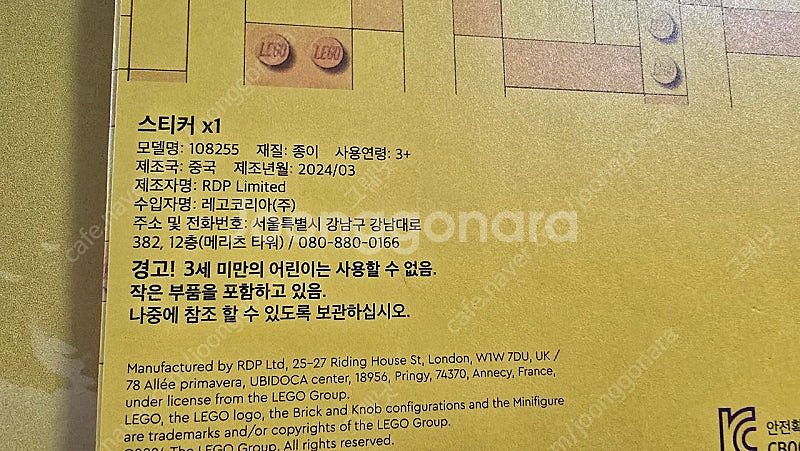 LEGO LEGO
스티커 x1
모델명: 108255 재질: 종이 사용연령: 3+
제조국: 중국 제조년월: 2024/03
제조자명: RDP Limited
수입자명: 레고코리아(주)
주소 및 전화번호: 서울특별시 강남구 강남대로
382, 12층(메리츠 타워) / 080-880-0166
경고! 3세 미만의 어린이는 사용할 수 없음.
작은 부품을 포함하고 있음.
나중에 참조 할 수 있도록 보관하십시오.
Manufactured by RDP Ltd, 25-27 Riding House St, London, W1W 7DU, UK /
78 Allée primavera, UBIDOCA center, 18956, Pringy, 74370, Annecy, France,
under license from the LEGO Group.
LEGO, the LEGO logo, the Brick and Knob configurations and the Minifigure
are trademarks and/or copyrights of the LEGO Group.
©2024 The LEGO Group. All rights reserved.